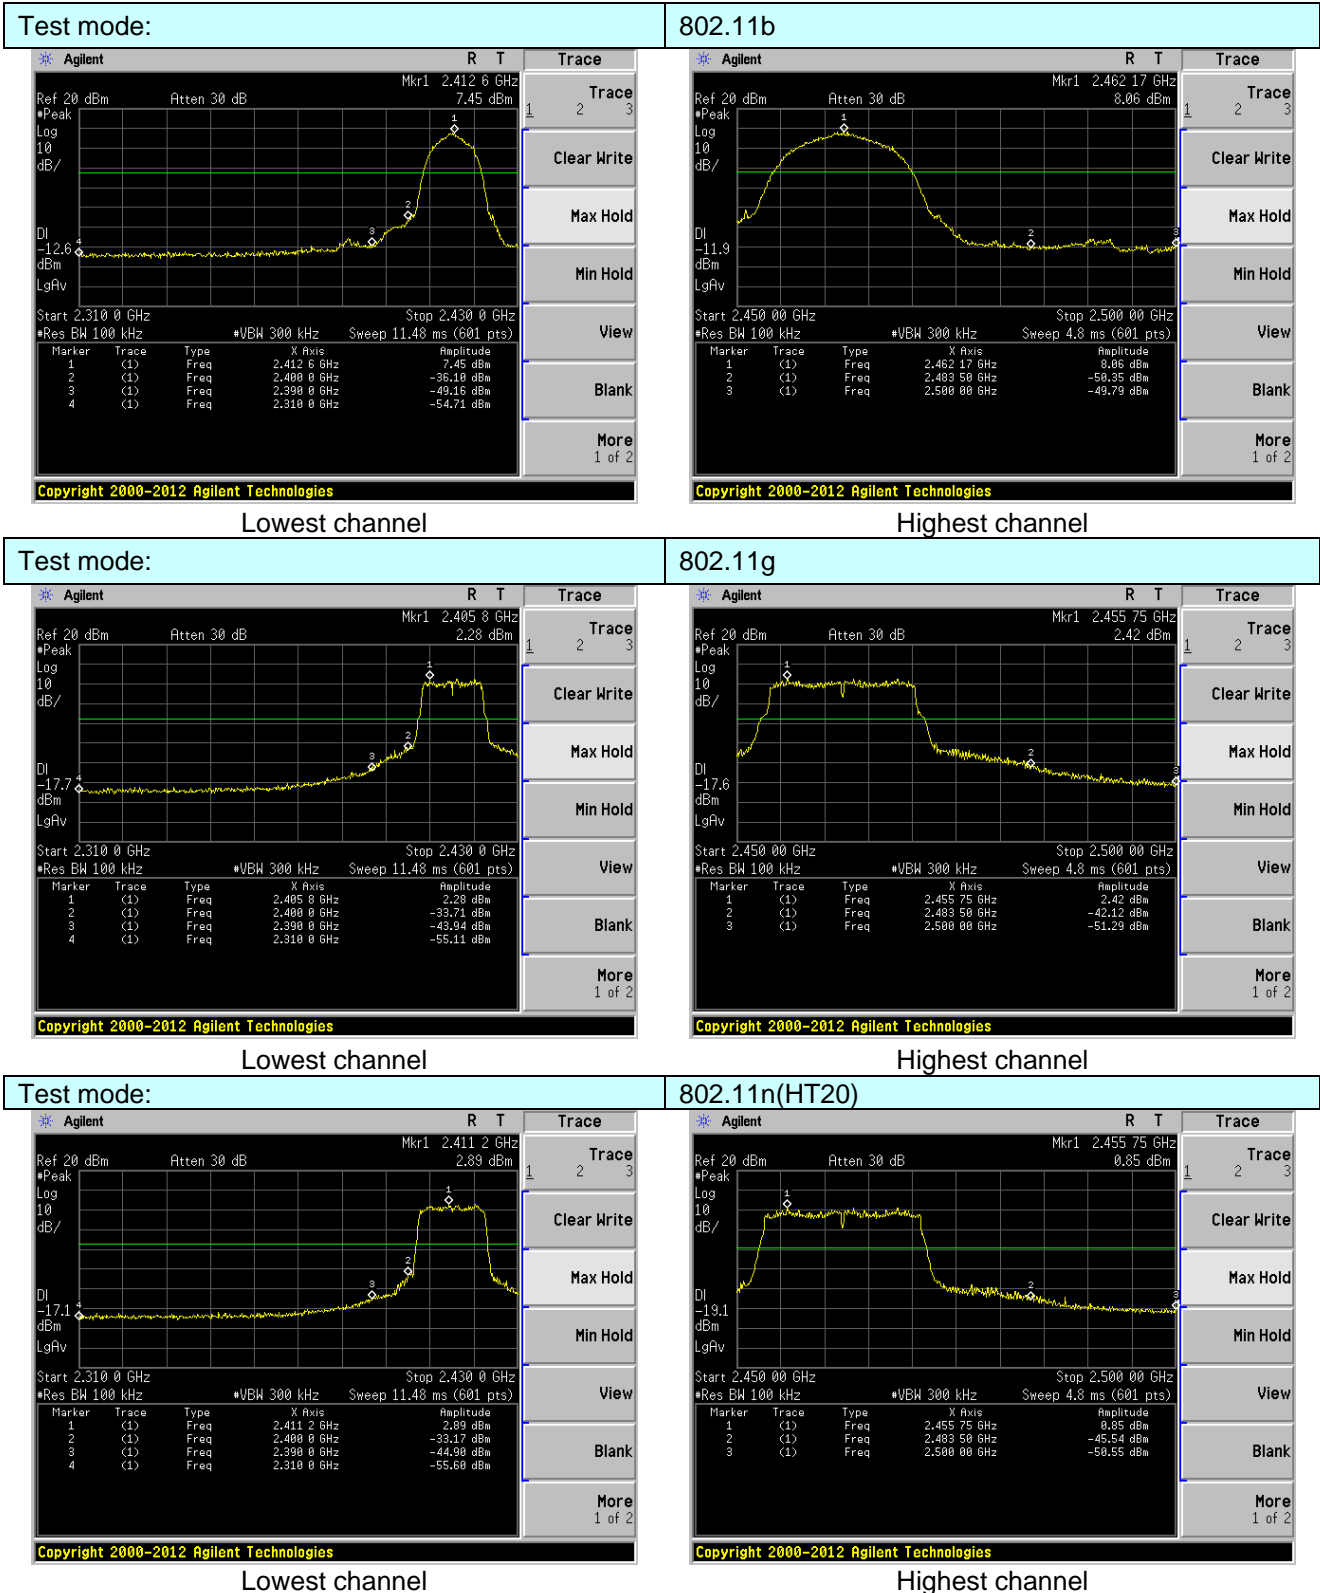 Test mode: 802.11b
Agilent R T Trace
Mkr1 2.412 6 GHz
Ref 20 dBm Atten 30 dB 7.45 dBm
#Peak
Log
10
dB/
DI
-12.6
dBm
LgAv
1
2
3
4
Start 2.310 0 GHz Stop 2.430 0 GHz
#Res BW 100 kHz #VBW 300 kHz Sweep 11.48 ms (601 pts)
Marker Trace Type X Axis Amplitude
1 (1) Freq 2.412 6 GHz 7.45 dBm
2 (1) Freq 2.400 0 GHz -36.10 dBm
3 (1) Freq 2.390 0 GHz -49.16 dBm
4 (1) Freq 2.310 0 GHz -54.71 dBm
Trace
1 2 3
Clear Write
Max Hold
Min Hold
View
Blank
More
1 of 2
Copyright 2000-2012 Agilent Technologies
Lowest channel
Agilent R T Trace
Mkr1 2.462 17 GHz
Ref 20 dBm Atten 30 dB 8.06 dBm
#Peak
Log
10
dB/
DI
-11.9
dBm
LgAv
1
2
3
Start 2.450 00 GHz Stop 2.500 00 GHz
#Res BW 100 kHz #VBW 300 kHz Sweep 4.8 ms (601 pts)
Marker Trace Type X Axis Amplitude
1 (1) Freq 2.462 17 GHz 8.06 dBm
2 (1) Freq 2.483 50 GHz -50.35 dBm
3 (1) Freq 2.500 00 GHz -49.79 dBm
Trace
1 2 3
Clear Write
Max Hold
Min Hold
View
Blank
More
1 of 2
Copyright 2000-2012 Agilent Technologies
Highest channel
Test mode: 802.11g
Agilent R T Trace
Mkr1 2.405 8 GHz
Ref 20 dBm Atten 30 dB 2.28 dBm
#Peak
Log
10
dB/
DI
-17.7
dBm
LgAv
1
2
3
4
Start 2.310 0 GHz Stop 2.430 0 GHz
#Res BW 100 kHz #VBW 300 kHz Sweep 11.48 ms (601 pts)
Marker Trace Type X Axis Amplitude
1 (1) Freq 2.405 8 GHz 2.28 dBm
2 (1) Freq 2.400 0 GHz -33.71 dBm
3 (1) Freq 2.390 0 GHz -43.94 dBm
4 (1) Freq 2.310 0 GHz -55.11 dBm
Trace
1 2 3
Clear Write
Max Hold
Min Hold
View
Blank
More
1 of 2
Copyright 2000-2012 Agilent Technologies
Lowest channel
Agilent R T Trace
Mkr1 2.455 75 GHz
Ref 20 dBm Atten 30 dB 2.42 dBm
#Peak
Log
10
dB/
DI
-17.6
dBm
LgAv
1
2
3
Start 2.450 00 GHz Stop 2.500 00 GHz
#Res BW 100 kHz #VBW 300 kHz Sweep 4.8 ms (601 pts)
Marker Trace Type X Axis Amplitude
1 (1) Freq 2.455 75 GHz 2.42 dBm
2 (1) Freq 2.483 50 GHz -42.12 dBm
3 (1) Freq 2.500 00 GHz -51.29 dBm
Trace
1 2 3
Clear Write
Max Hold
Min Hold
View
Blank
More
1 of 2
Copyright 2000-2012 Agilent Technologies
Highest channel
Test mode: 802.11n(HT20)
Agilent R T Trace
Mkr1 2.411 2 GHz
Ref 20 dBm Atten 30 dB 2.89 dBm
#Peak
Log
10
dB/
DI
-17.1
dBm
LgAv
1
2
3
4
Start 2.310 0 GHz Stop 2.430 0 GHz
#Res BW 100 kHz #VBW 300 kHz Sweep 11.48 ms (601 pts)
Marker Trace Type X Axis Amplitude
1 (1) Freq 2.411 2 GHz 2.89 dBm
2 (1) Freq 2.400 0 GHz -33.17 dBm
3 (1) Freq 2.390 0 GHz -44.90 dBm
4 (1) Freq 2.310 0 GHz -55.60 dBm
Trace
1 2 3
Clear Write
Max Hold
Min Hold
View
Blank
More
1 of 2
Copyright 2000-2012 Agilent Technologies
Lowest channel
Agilent R T Trace
Mkr1 2.455 75 GHz
Ref 20 dBm Atten 30 dB 0.85 dBm
#Peak
Log
10
dB/
DI
-19.1
dBm
LgAv
1
2
3
Start 2.450 00 GHz Stop 2.500 00 GHz
#Res BW 100 kHz #VBW 300 kHz Sweep 4.8 ms (601 pts)
Marker Trace Type X Axis Amplitude
1 (1) Freq 2.455 75 GHz 0.85 dBm
2 (1) Freq 2.483 50 GHz -45.54 dBm
3 (1) Freq 2.500 00 GHz -50.55 dBm
Trace
1 2 3
Clear Write
Max Hold
Min Hold
View
Blank
More
1 of 2
Copyright 2000-2012 Agilent Technologies
Highest channel